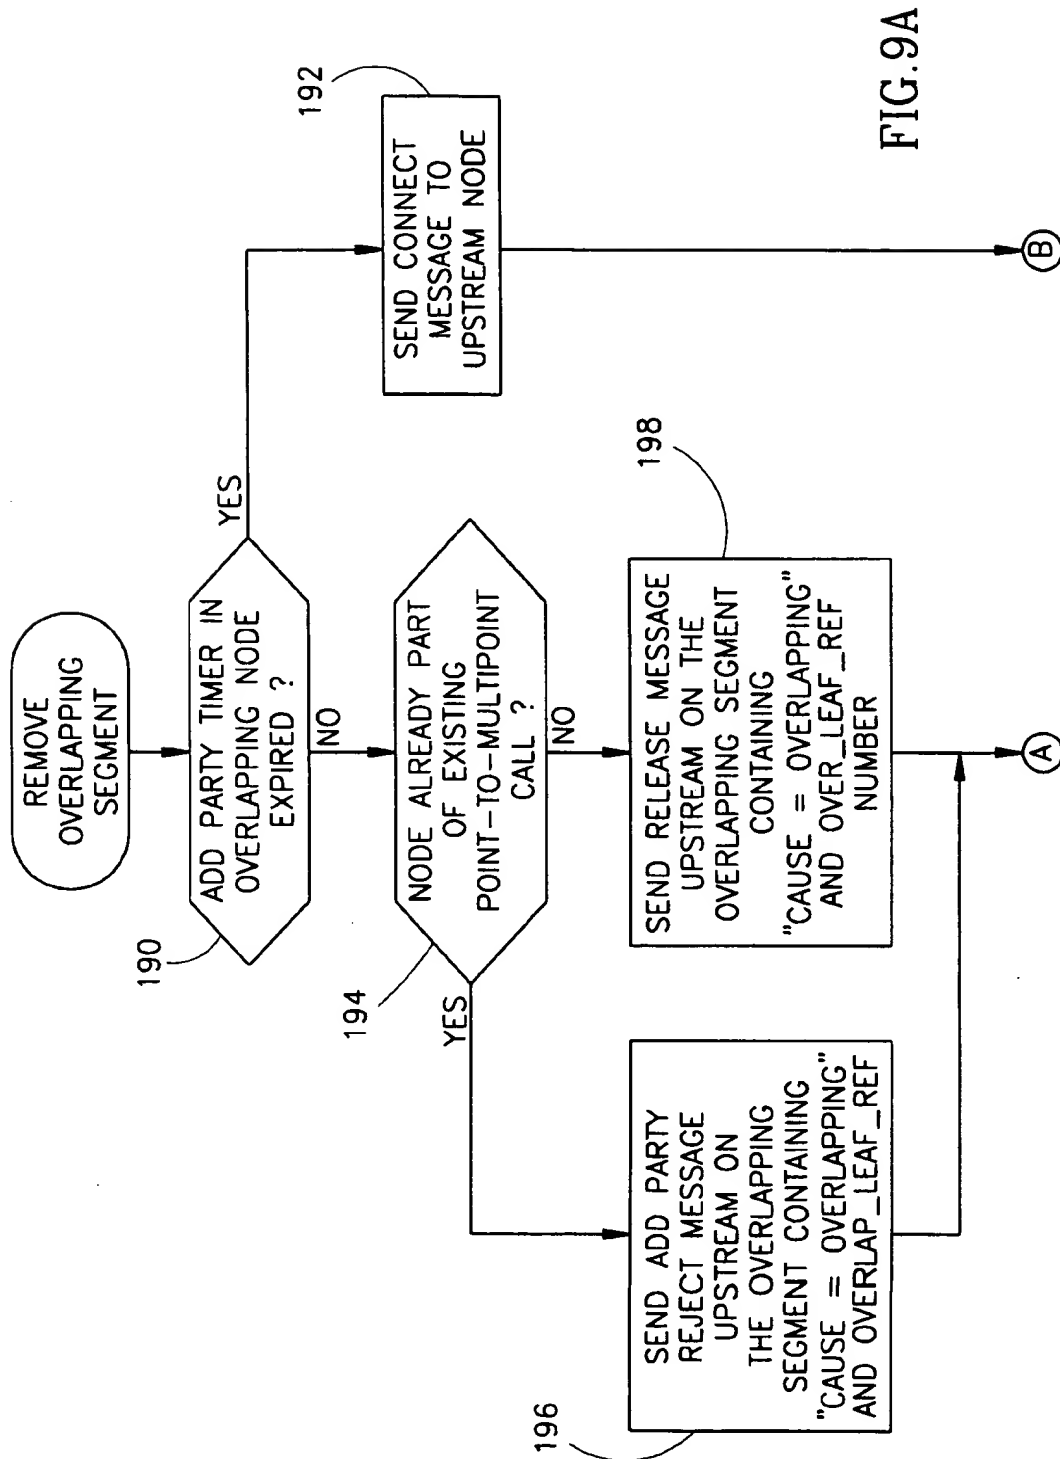 REMOVE
OVERLAPPING
SEGMENT
190
ADD PARTY TIMER IN
OVERLAPPING NODE
EXPIRED ?
YES
NO
192
SEND CONNECT
MESSAGE TO
UPSTREAM NODE
194
NODE ALREADY PART
OF EXISTING
POINT-TO-MULTIPOINT
CALL ?
YES
NO
196
SEND ADD PARTY
REJECT MESSAGE
UPSTREAM ON
THE OVERLAPPING
SEGMENT CONTAINING
"CAUSE = OVERLAPPING"
AND OVERLAP_LEAF_REF
198
SEND RELEASE MESSAGE
UPSTREAM ON THE
OVERLAPPING SEGMENT
CONTAINING
"CAUSE = OVERLAPPING"
AND OVER_LEAF_REF
NUMBER
A
B
FIG.9A